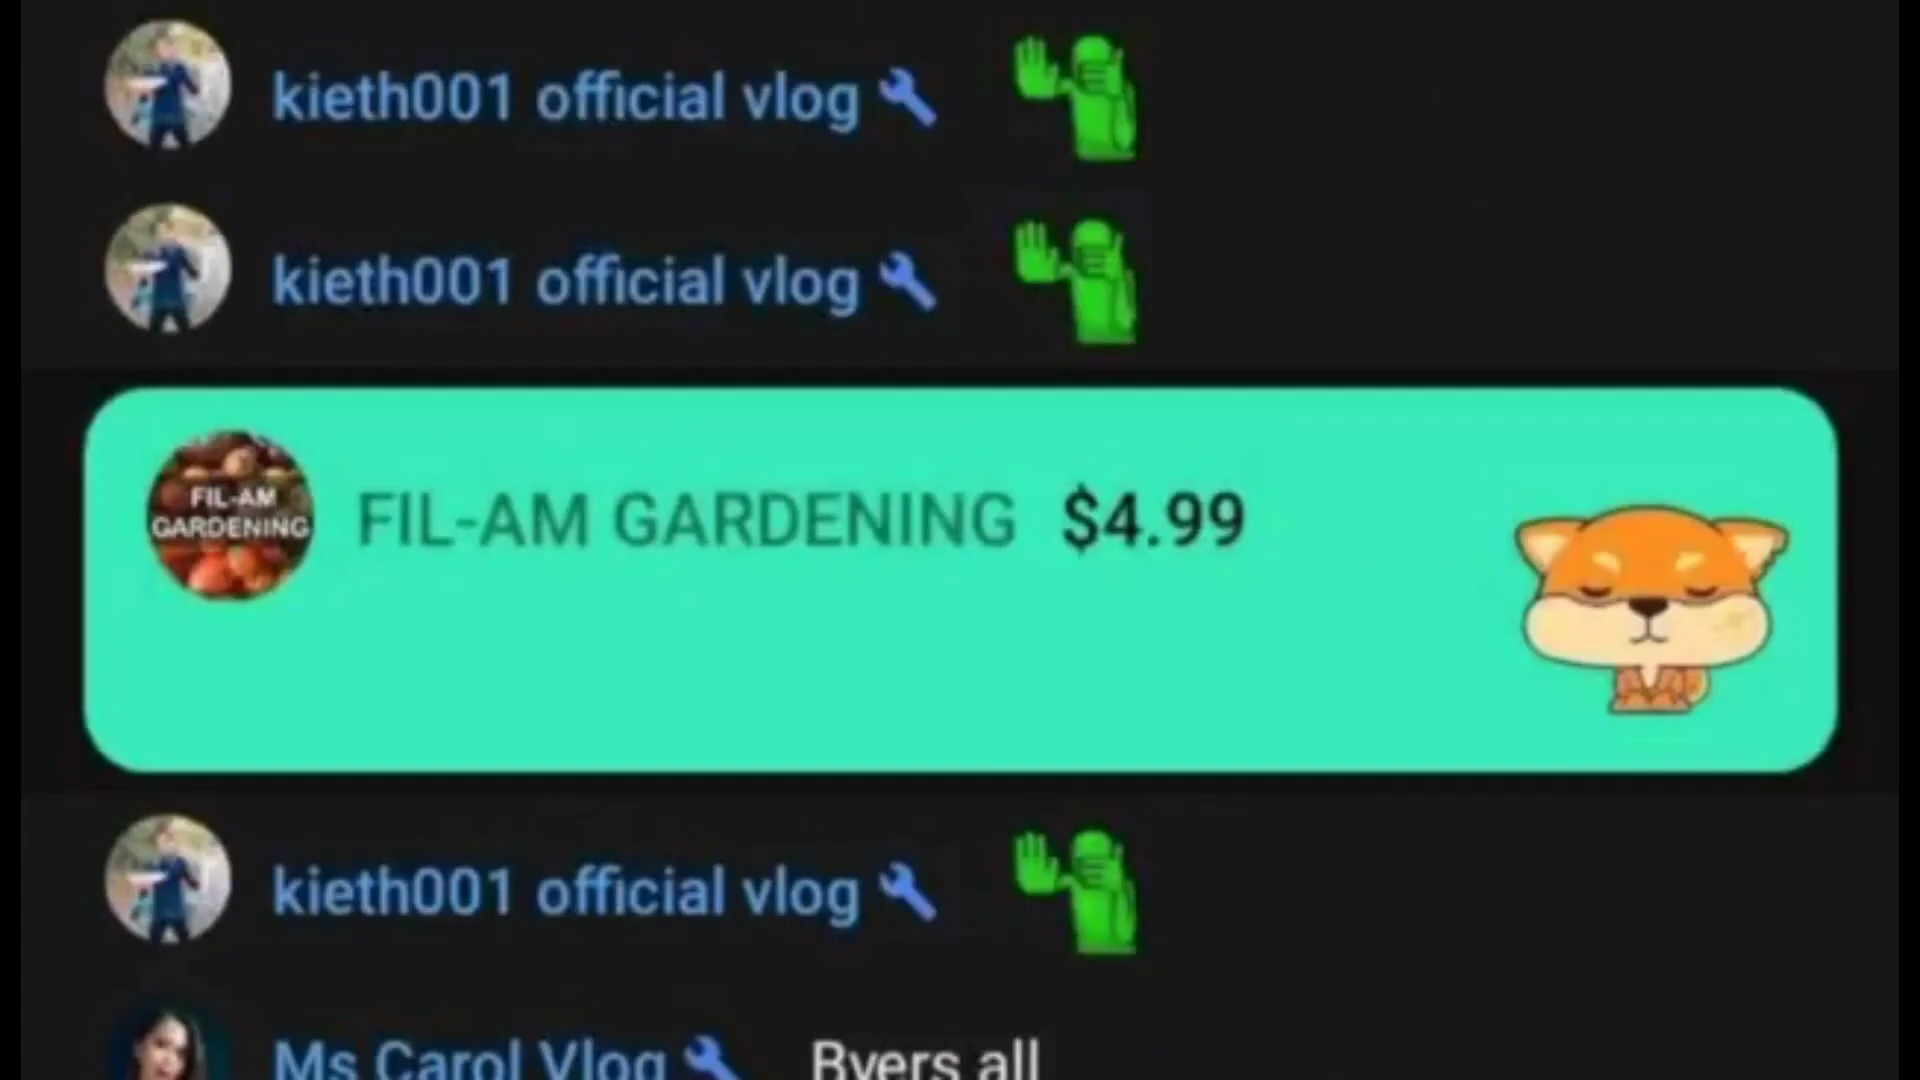 kieth001 official vlog
kieth001 official vlog
FIL-AM
GARDENING
FIL-AM GARDENING $4.99
kieth001 official vlog
Ms Carol Vlog Byers all